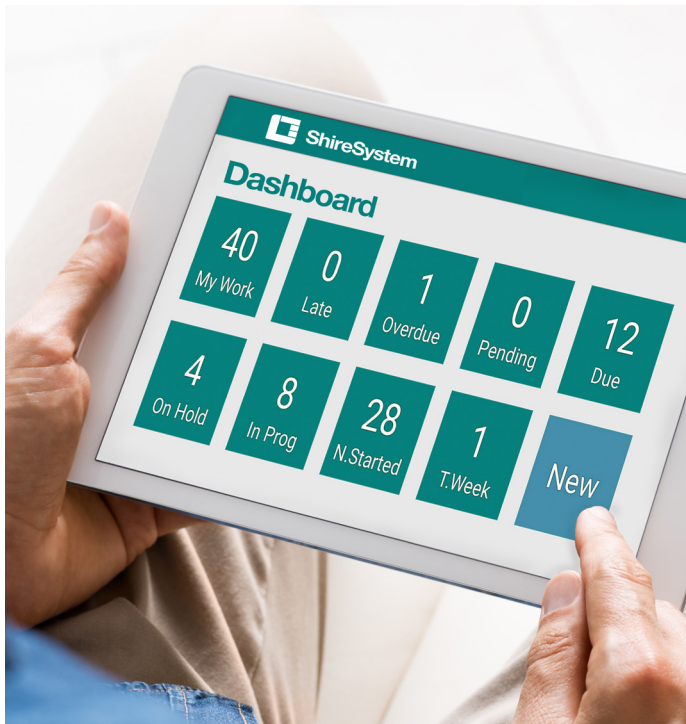 ShireSystem
Dashboard
40
My Work
0
Late
1
Overdue
0
Pending
12
Due
4
On Hold
8
In Prog
28
N.Started
1
T.Week
New